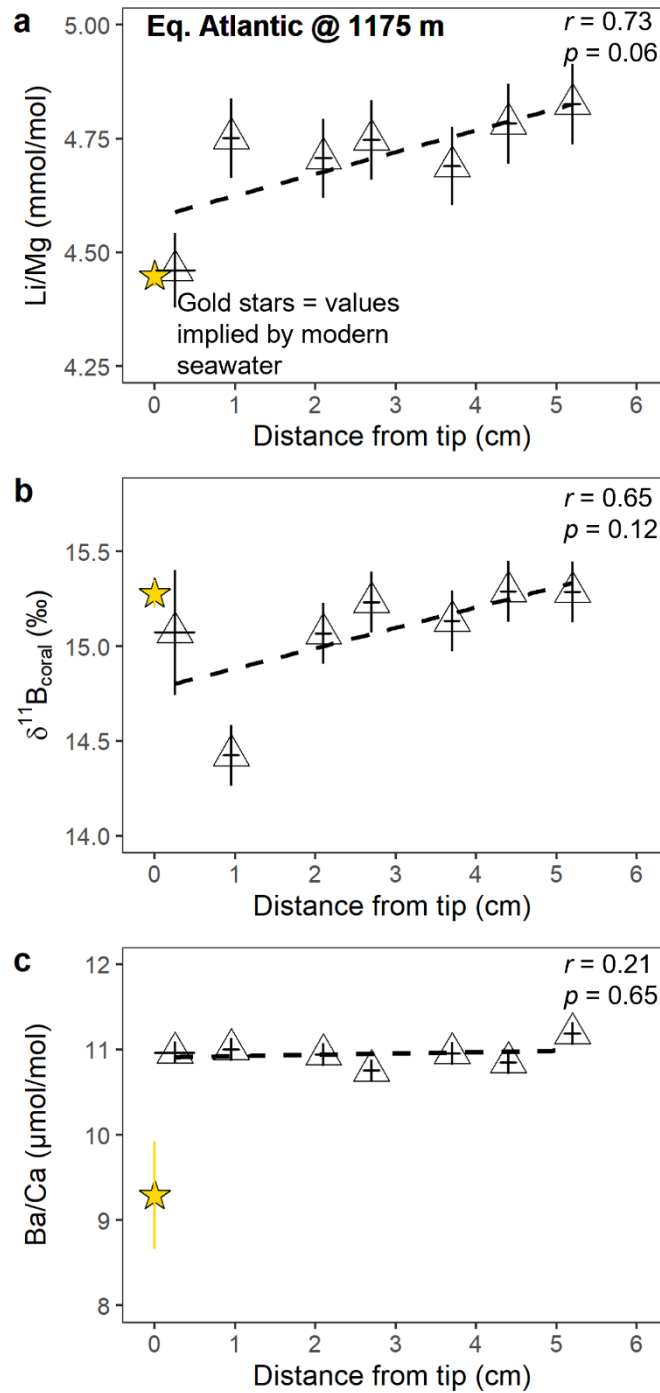 a
Eq. Atlantic @ 1175 m
r = 0.73
p = 0.06
5.00
4.75
4.50
4.25
Li/Mg (mmol/mol)
Gold stars = values
implied by modern
seawater
0 1 2 3 4 5 6
Distance from tip (cm)
b
r = 0.65
p = 0.12
15.5
15.0
14.5
14.0
δ¹¹B_coral (‰)
0 1 2 3 4 5 6
Distance from tip (cm)
c
r = 0.21
p = 0.65
12
11
10
9
8
Ba/Ca (μmol/mol)
0 1 2 3 4 5 6
Distance from tip (cm)